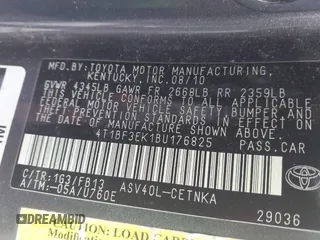 MFD.BY:TOYOTA MOTOR MANUFACTURING,
KENTUCKY,INC.08/10
GVWR 4345LB GAWR FR 2668LB RR 2359LB
THIS VEHICLE CONFORMS TO ALL APPLICABLE
FEDERAL MOTOR VEHICLE SAFETY, BUMPER, AND
THEFT PREVENTION STANDARDS IN EFFECT ON
THE DATE OF MANUFACTURE SHOWN ABOVE.
4T1BF3EK1BU176825
PASS.CAR
C/TR:1G3/FB13
A/TM:-05A/U760E
ASV40L-CETNKA
TOYOTA
29036
DREAMBID
LOAD